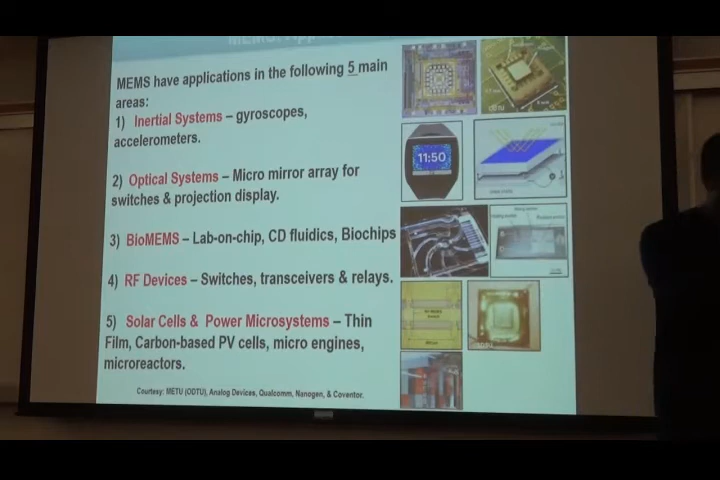 MEMS have applications in the following 5 main
areas:
1) Inertial Systems – gyroscopes,
accelerometers.
2) Optical Systems – Micro mirror array for
switches & projection display.
3) BioMEMS – Lab-on-chip, CD fluidics, Biochips
4) RF Devices – Switches, transceivers & relays.
5) Solar Cells & Power Microsystems – Thin
Film, Carbon-based PV cells, micro engines,
microreactors.
Courtesy: METU (ODTU), Analog Devices, Qualcomm, Nanogen, & Coventor.
11:50